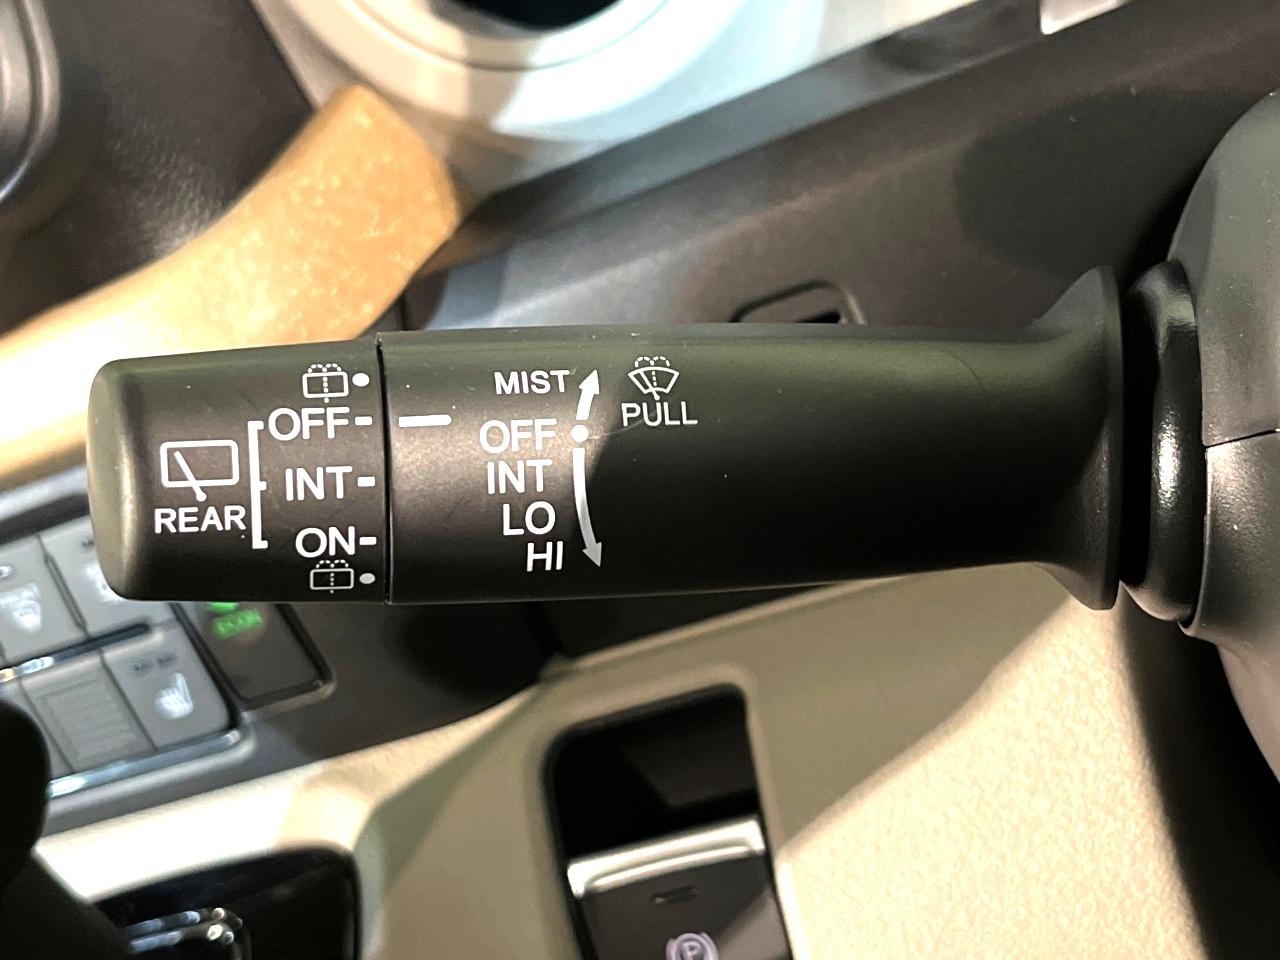 MIST
OFF
INT
LO
HI
PULL
OFF
INT
ON
REAR
P